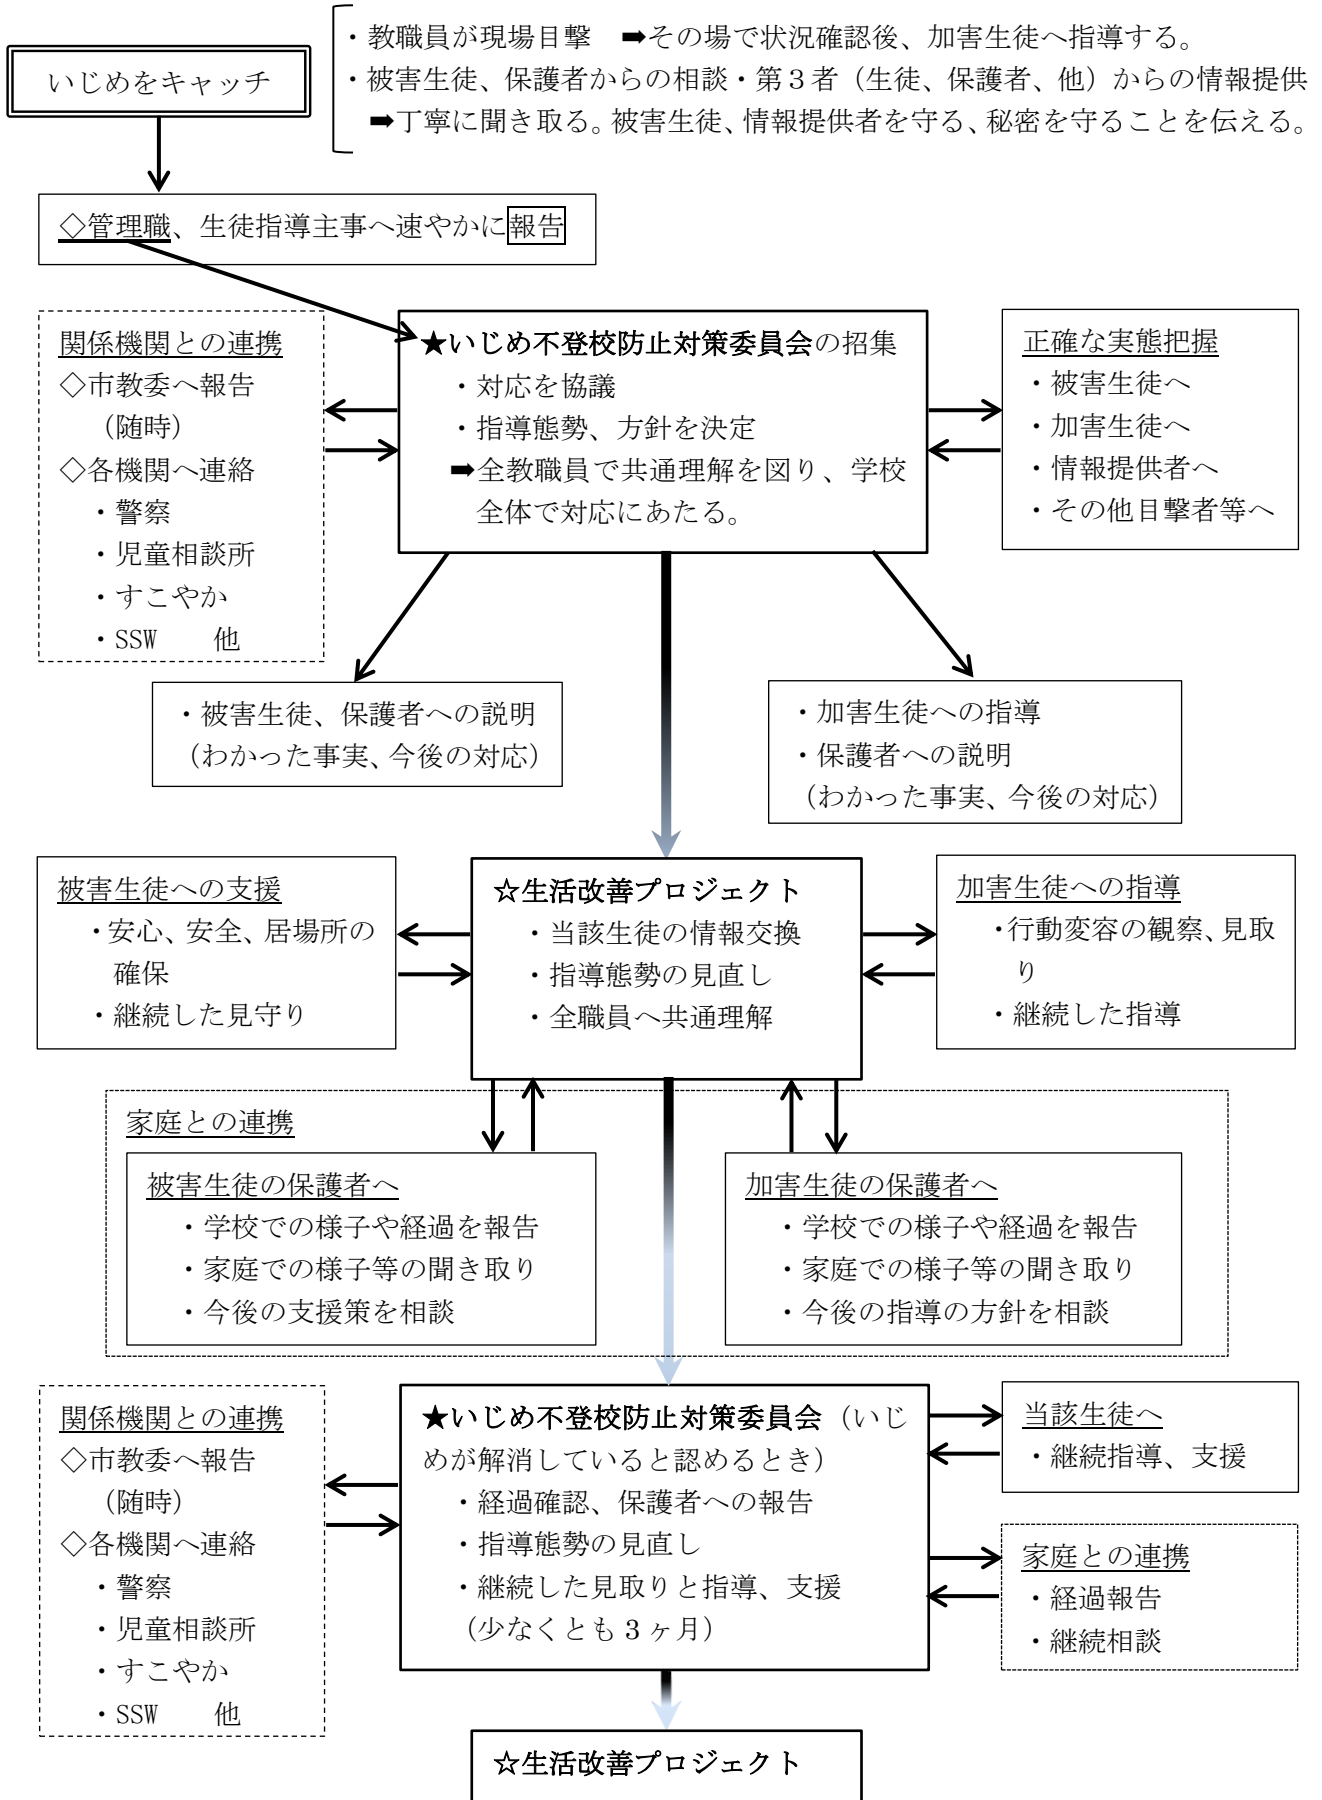 いじめをキャッチ
・教職員が現場目撃　➡その場で状況確認後、加害生徒へ指導する。
・被害生徒、保護者からの相談・第３者（生徒、保護者、他）からの情報提供
➡丁寧に聞き取る。被害生徒、情報提供者を守る、秘密を守ることを伝える。
◇管理職、生徒指導主事へ速やかに報告
関係機関との連携
◇市教委へ報告
（随時）
◇各機関へ連絡
・警察
・児童相談所
・すこやか
・SSW　　他
★いじめ不登校防止対策委員会の招集
・対応を協議
・指導態勢、方針を決定
➡全教職員で共通理解を図り、学校
全体で対応にあたる。
正確な実態把握
・被害生徒へ
・加害生徒へ
・情報提供者へ
・その他目撃者等へ
・被害生徒、保護者への説明
（わかった事実、今後の対応）
・加害生徒への指導
・保護者への説明
（わかった事実、今後の対応）
被害生徒への支援
・安心、安全、居場所の
確保
・継続した見守り
☆生活改善プロジェクト
・当該生徒の情報交換
・指導態勢の見直し
・全職員へ共通理解
加害生徒への指導
・行動変容の観察、見取
り
・継続した指導
家庭との連携
被害生徒の保護者へ
・学校での様子や経過を報告
・家庭での様子等の聞き取り
・今後の支援策を相談
加害生徒の保護者へ
・学校での様子や経過を報告
・家庭での様子等の聞き取り
・今後の指導の方針を相談
関係機関との連携
◇市教委へ報告
（随時）
◇各機関へ連絡
・警察
・児童相談所
・すこやか
・SSW　　他
★いじめ不登校防止対策委員会（いじ
めが解消していると認めるとき）
・経過確認、保護者への報告
・指導態勢の見直し
・継続した見取りと指導、支援
（少なくとも３ヶ月）
当該生徒へ
・継続指導、支援
家庭との連携
・経過報告
・継続相談
☆生活改善プロジェクト